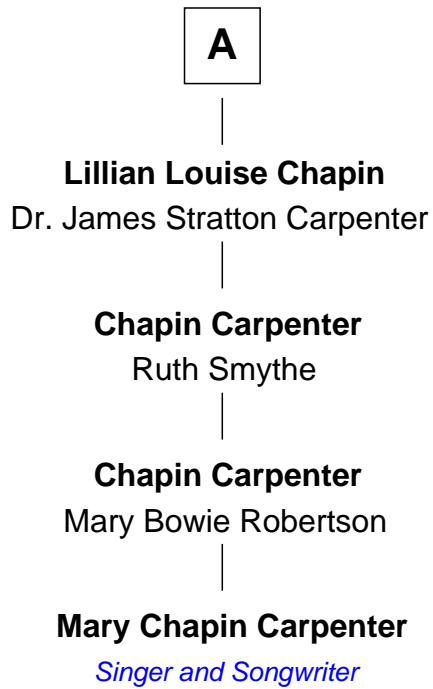 A
Lillian Louise Chapin
Dr. James Stratton Carpenter
Chapin Carpenter
Ruth Smythe
Chapin Carpenter
Mary Bowie Robertson
Mary Chapin Carpenter
Singer and Songwriter